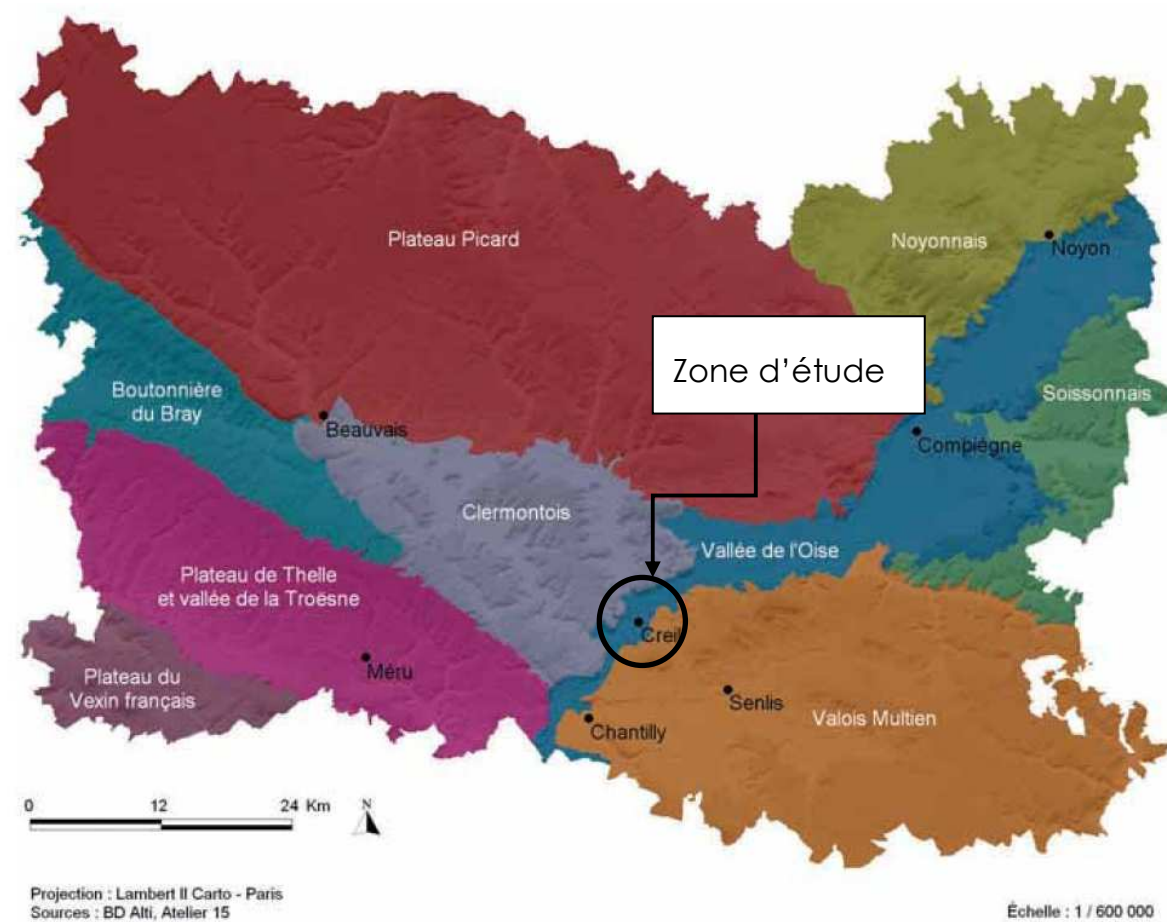 Plateau Picard
Noyonnais
Noyon
Zone d'étude
Boutonnière
du Bray
Beauvais
Soissonnais
Compiègne
Clermontois
Vallée de l'Oise
Plateau de Thelle
et vallée de la Troësne
Creil
Méru
Plateau du
Vexin français
Senlis
Valois Multien
Chantilly
0 12 24 Km N
Projection : Lambert II Carto - Paris
Sources : BD Alti, Atelier 15
Échelle : 1 / 600 000